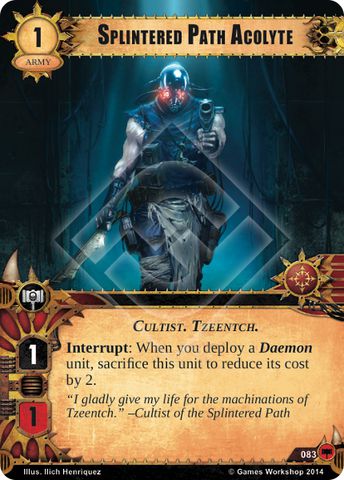 1
ARMY
SPLINTERED PATH ACOLYTE
CULTIST. TZEENTCH.
1
1
Interrupt: When you deploy a Daemon
unit, sacrifice this unit to reduce its cost
by 2.
“I gladly give my life for the machinations of
Tzeentch.” –Cultist of the Splintered Path
083
Illus. Ilich Henriquez
© Games Workshop 2014